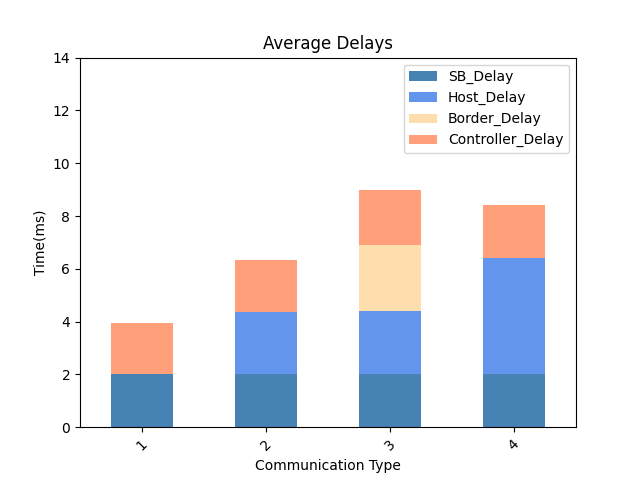 Average Delays
14
12
10
8
6
4
2
0
Time(ms)
SB_Delay
Host_Delay
Border_Delay
Controller_Delay
1
2
3
4
Communication Type